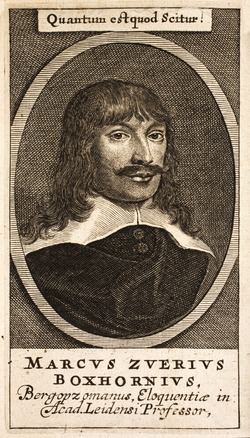 Quantum est quod Scitur!
MARCVS ZVERIVS
BOXHORNIVS,
Bergopzomanus, Eloquentiæ in
Acad. Leidensi Professor,